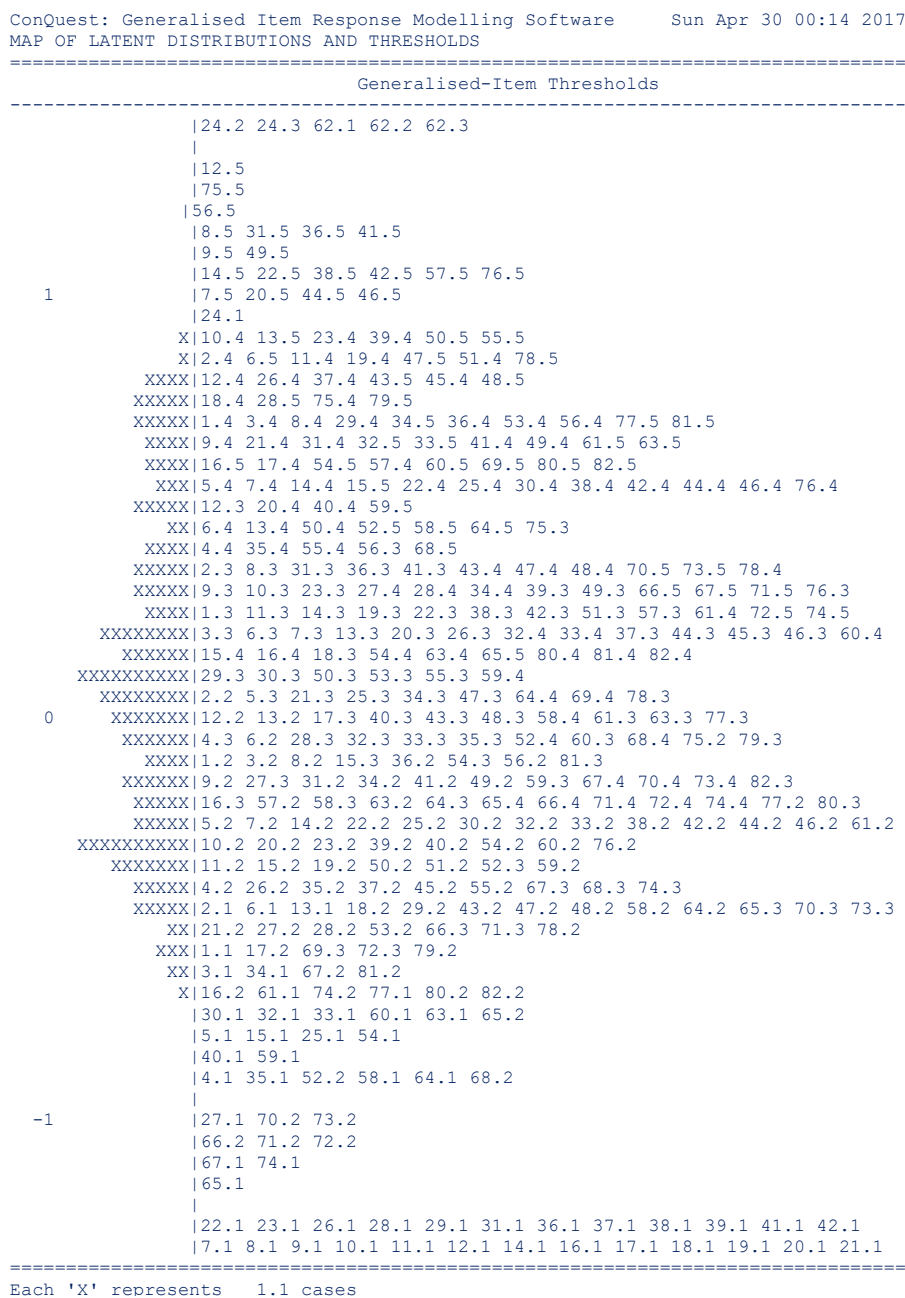 ConQuest: Generalised Item Response Modelling Software     Sun Apr 30 00:14 2017
MAP OF LATENT DISTRIBUTIONS AND THRESHOLDS
================================================================================
                               Generalised-Item Thresholds
--------------------------------------------------------------------------------
                |24.2 24.3 62.1 62.2 62.3
                |
                |12.5
                |75.5
               |56.5
                |8.5 31.5 36.5 41.5
                |9.5 49.5
                |14.5 22.5 38.5 42.5 57.5 76.5
   1            |7.5 20.5 44.5 46.5
                |24.1
               X|10.4 13.5 23.4 39.4 50.5 55.5
               X|2.4 6.5 11.4 19.4 47.5 51.4 78.5
            XXXX|12.4 26.4 37.4 43.5 45.4 48.5
           XXXXX|18.4 28.5 75.4 79.5
           XXXXX|1.4 3.4 8.4 29.4 34.5 36.4 53.4 56.4 77.5 81.5
            XXXX|9.4 21.4 31.4 32.5 33.5 41.4 49.4 61.5 63.5
            XXXX|16.5 17.4 54.5 57.4 60.5 69.5 80.5 82.5
             XXX|5.4 7.4 14.4 15.5 22.4 25.4 30.4 38.4 42.4 44.4 46.4 76.4
           XXXXX|12.3 20.4 40.4 59.5
              XX|6.4 13.4 50.4 52.5 58.5 64.5 75.3
            XXXX|4.4 35.4 55.4 56.3 68.5
           XXXXX|2.3 8.3 31.3 36.3 41.3 43.4 47.4 48.4 70.5 73.5 78.4
           XXXXX|9.3 10.3 23.3 27.4 28.4 34.4 39.3 49.3 66.5 67.5 71.5 76.3
            XXXX|1.3 11.3 14.3 19.3 22.3 38.3 42.3 51.3 57.3 61.4 72.5 74.5
        XXXXXXXX|3.3 6.3 7.3 13.3 20.3 26.3 32.4 33.4 37.3 44.3 45.3 46.3 60.4
          XXXXXX|15.4 16.4 18.3 54.4 63.4 65.5 80.4 81.4 82.4
      XXXXXXXXXX|29.3 30.3 50.3 53.3 55.3 59.4
        XXXXXXXX|2.2 5.3 21.3 25.3 34.3 47.3 64.4 69.4 78.3
   0     XXXXXXX|12.2 13.2 17.3 40.3 43.3 48.3 58.4 61.3 63.3 77.3
          XXXXXX|4.3 6.2 28.3 32.3 33.3 35.3 52.4 60.3 68.4 75.2 79.3
            XXXX|1.2 3.2 8.2 15.3 36.2 54.3 56.2 81.3
          XXXXXX|9.2 27.3 31.2 34.2 41.2 49.2 59.3 67.4 70.4 73.4 82.3
           XXXXX|16.3 57.2 58.3 63.2 64.3 65.4 66.4 71.4 72.4 74.4 77.2 80.3
           XXXXX|5.2 7.2 14.2 22.2 25.2 30.2 32.2 33.2 38.2 42.2 44.2 46.2 61.2
      XXXXXXXXXX|10.2 20.2 23.2 39.2 40.2 54.2 60.2 76.2
         XXXXXXX|11.2 15.2 19.2 50.2 51.2 52.3 59.2
           XXXXX|4.2 26.2 35.2 37.2 45.2 55.2 67.3 68.3 74.3
           XXXXX|2.1 6.1 13.1 18.2 29.2 43.2 47.2 48.2 58.2 64.2 65.3 70.3 73.3
              XX|21.2 27.2 28.2 53.2 66.3 71.3 78.2
             XXX|1.1 17.2 69.3 72.3 79.2
              XX|3.1 34.1 67.2 81.2
               X|16.2 61.1 74.2 77.1 80.2 82.2
                |30.1 32.1 33.1 60.1 63.1 65.2
                |5.1 15.1 25.1 54.1
                |40.1 59.1
                |4.1 35.1 52.2 58.1 64.1 68.2
                |
  -1            |27.1 70.2 73.2
                |66.2 71.2 72.2
                |67.1 74.1
                |65.1
                |
                |22.1 23.1 26.1 28.1 29.1 31.1 36.1 37.1 38.1 39.1 41.1 42.1
                |7.1 8.1 9.1 10.1 11.1 12.1 14.1 16.1 17.1 18.1 19.1 20.1 21.1
================================================================================
Each 'X' represents   1.1 cases